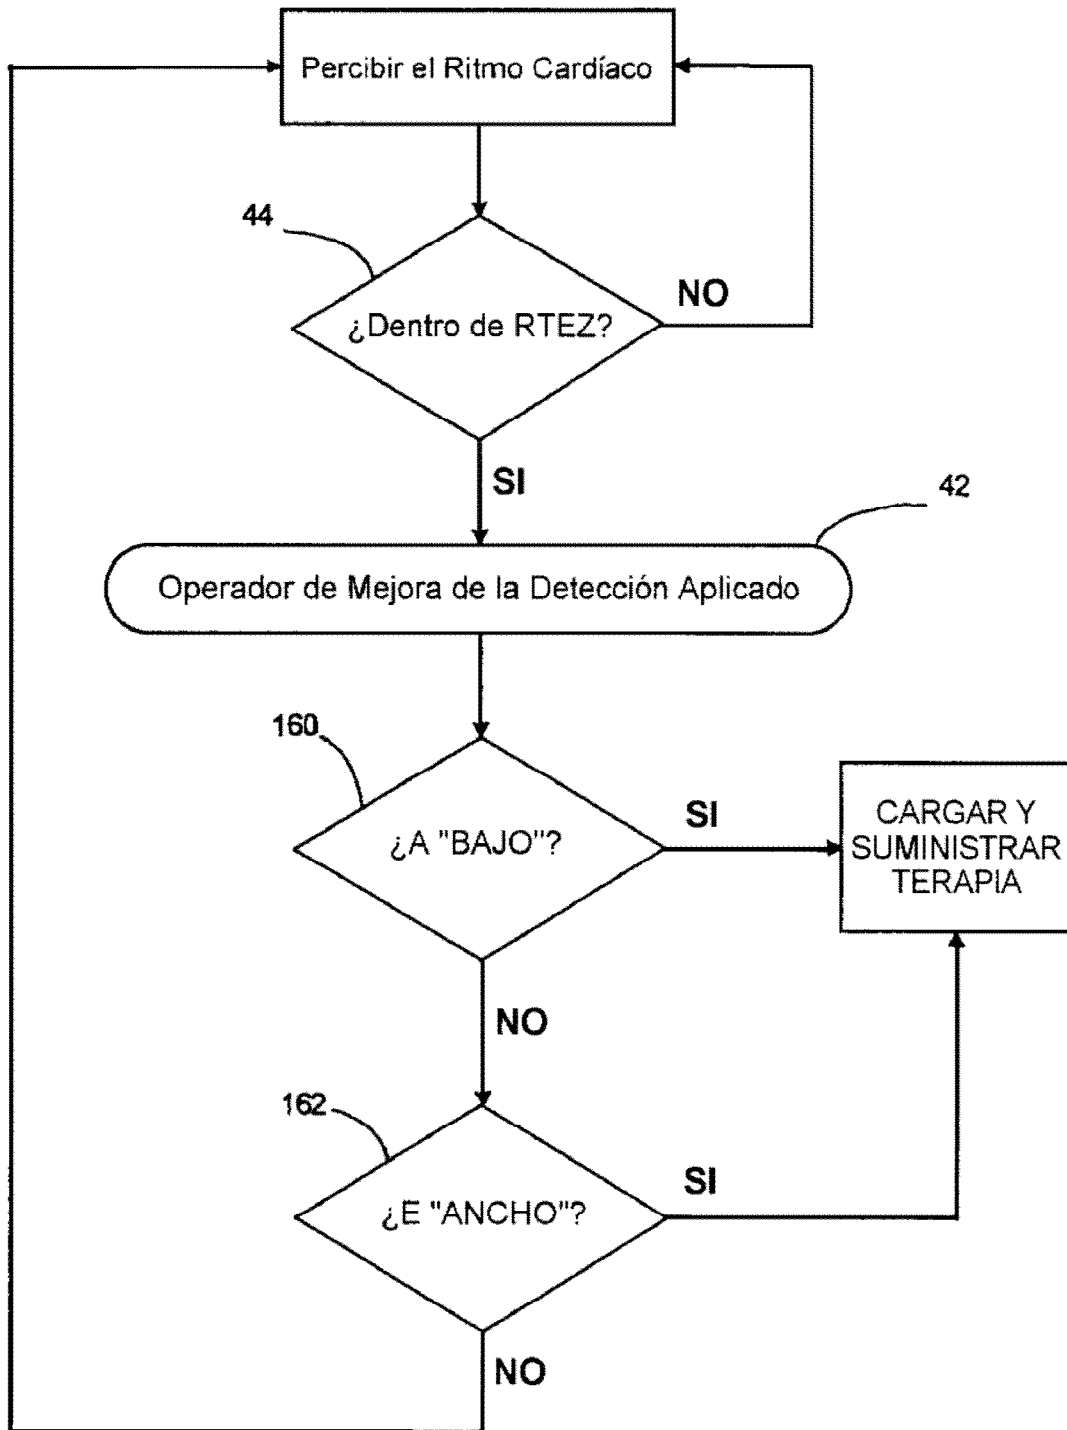 Percibir el Ritmo Cardíaco
44
NO
¿Dentro de RTEZ?
SI
42
Operador de Mejora de la Detección Aplicado
160
SI
¿A "BAJO"?
CARGAR Y
SUMINISTRAR
TERAPIA
NO
162
SI
¿E "ANCHO"?
NO